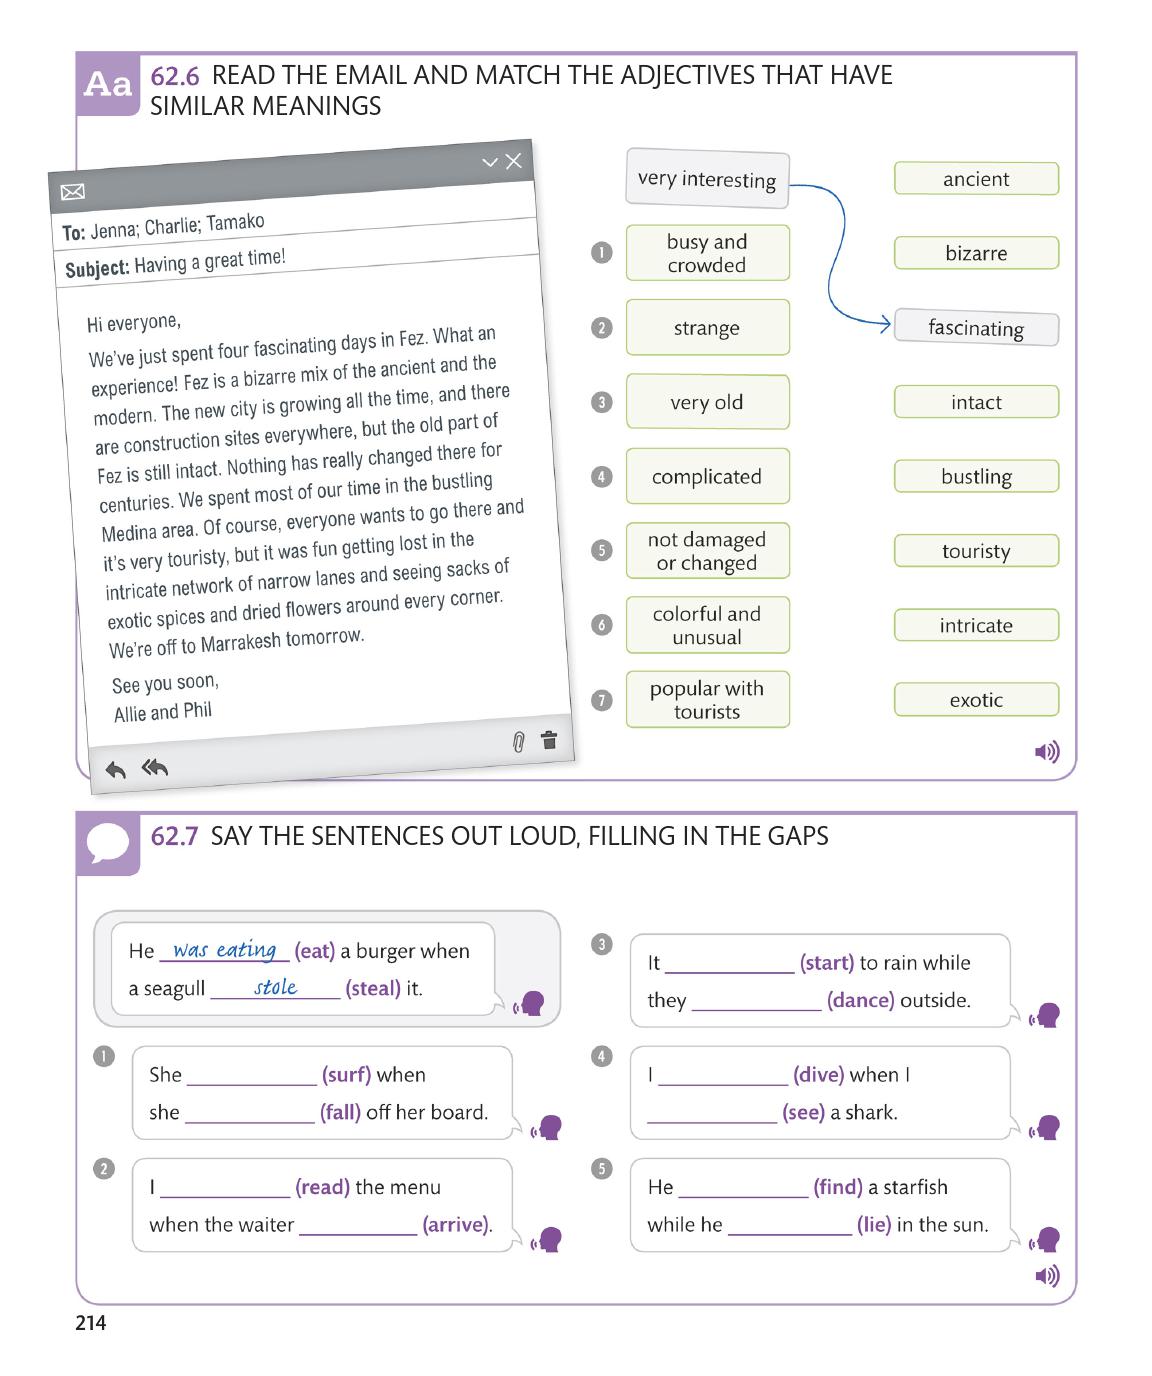 Aa
62.6 READ THE EMAIL AND MATCH THE ADJECTIVES THAT HAVE
SIMILAR MEANINGS
To: Jenna; Charlie; Tamako
Subject: Having a great time!
Hi everyone,
We've just spent four fascinating days in Fez. What an
experience! Fez is a bizarre mix of the ancient and the
modern. The new city is growing all the time, and there
are construction sites everywhere, but the old part of
Fez is still intact. Nothing has really changed there for
centuries. We spent most of our time in the bustling
Medina area. Of course, everyone wants to go there and
it's very touristy, but it was fun getting lost in the
intricate network of narrow lanes and seeing sacks of
exotic spices and dried flowers around every corner.
We're off to Marrakesh tomorrow.
See you soon,
Allie and Phil
very interesting
1 busy and
crowded
2 strange
3 very old
4 complicated
5 not damaged
or changed
6 colorful and
unusual
7 popular with
tourists
ancient
bizarre
fascinating
intact
bustling
touristy
intricate
exotic
62.7 SAY THE SENTENCES OUT LOUD, FILLING IN THE GAPS
He was eating (eat) a burger when
a seagull stole (steal) it.
1 She ____________ (surf) when
she ____________ (fall) off her board.
2 I ____________ (read) the menu
when the waiter ____________ (arrive).
3 It ____________ (start) to rain while
they ____________ (dance) outside.
4 I ____________ (dive) when I
____________ (see) a shark.
5 He ____________ (find) a starfish
while he ____________ (lie) in the sun.
214